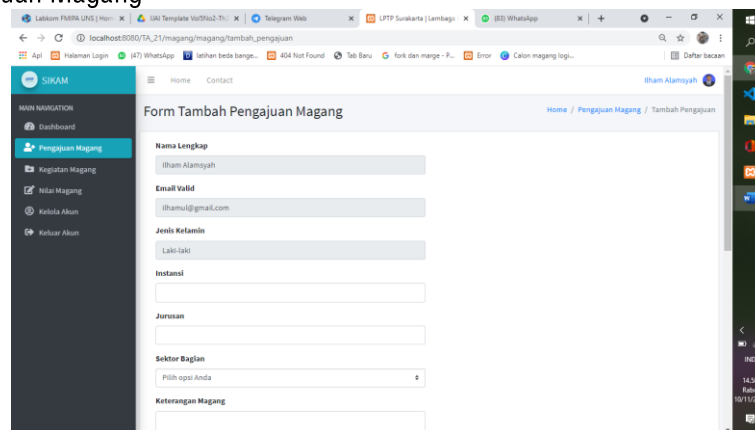 Labkom FMIPA UNS | Hom
UAI Template Vol5No2-Th
Telegram Web
LPTP Surakarta | Lembaga
(83) WhatsApp
localhost:8080/TA_21/magang/magang/tambah_pengajuan
Apl
Halaman Login
(47) WhatsApp
latihan beda bange...
404 Not Found
Tab Baru
fork dan marge - P...
Error
Calon magang logi...
Daftar bacaan
SIKAM
Home
Contact
Ilham Alamsyah
MAIN NAVIGATION
Dashboard
Pengajuan Magang
Kegiatan Magang
Nilai Magang
Kelola Akun
Keluar Akun
Form Tambah Pengajuan Magang
Home / Pengajuan Magang / Tambah Pengajuan
Nama Lengkap
Ilham Alamsyah
Email Valid
ilhamul@gmail.com
Jenis Kelamin
Laki-laki
Instansi
Jurusan
Sektor Bagian
Pilih opsi Anda
Keterangan Magang